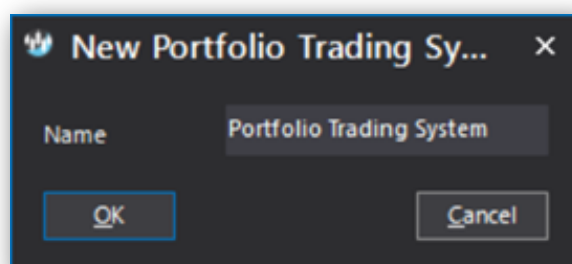 New Portfolio Trading Sy...
Name
Portfolio Trading System
OK
Cancel